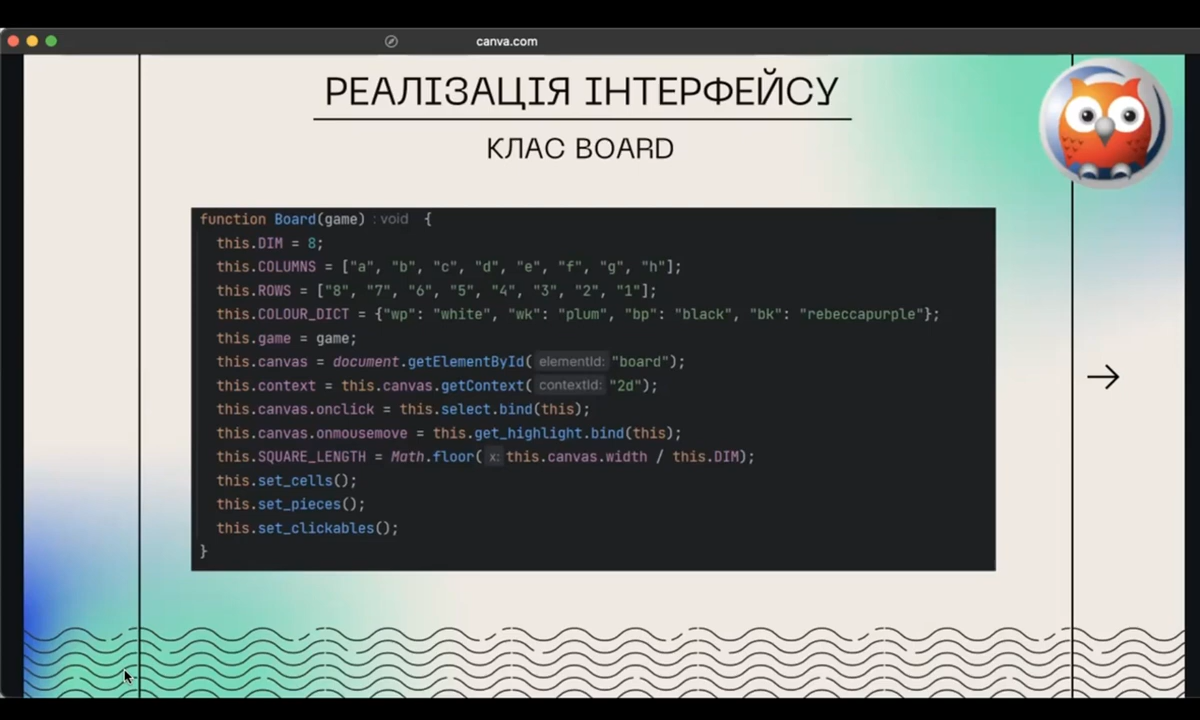 canva.com
РЕАЛІЗАЦІЯ ІНТЕРФЕЙСУ
КЛАС BOARD
function Board(game) : void {
this.DIM = 8;
this.COLUMNS = ["a", "b", "c", "d", "e", "f", "g", "h"];
this.ROWS = ["8", "7", "6", "5", "4", "3", "2", "1"];
this.COLOUR_DICT = {"wp": "white", "wk": "plum", "bp": "black", "bk": "rebeccapurple"};
this.game = game;
this.canvas = document.getElementById( elementId: "board");
this.context = this.canvas.getContext( contextId: "2d");
this.canvas.onclick = this.select.bind(this);
this.canvas.onmousemove = this.get_highlight.bind(this);
this.SQUARE_LENGTH = Math.floor( x: this.canvas.width / this.DIM);
this.set_cells();
this.set_pieces();
this.set_clickables();
}